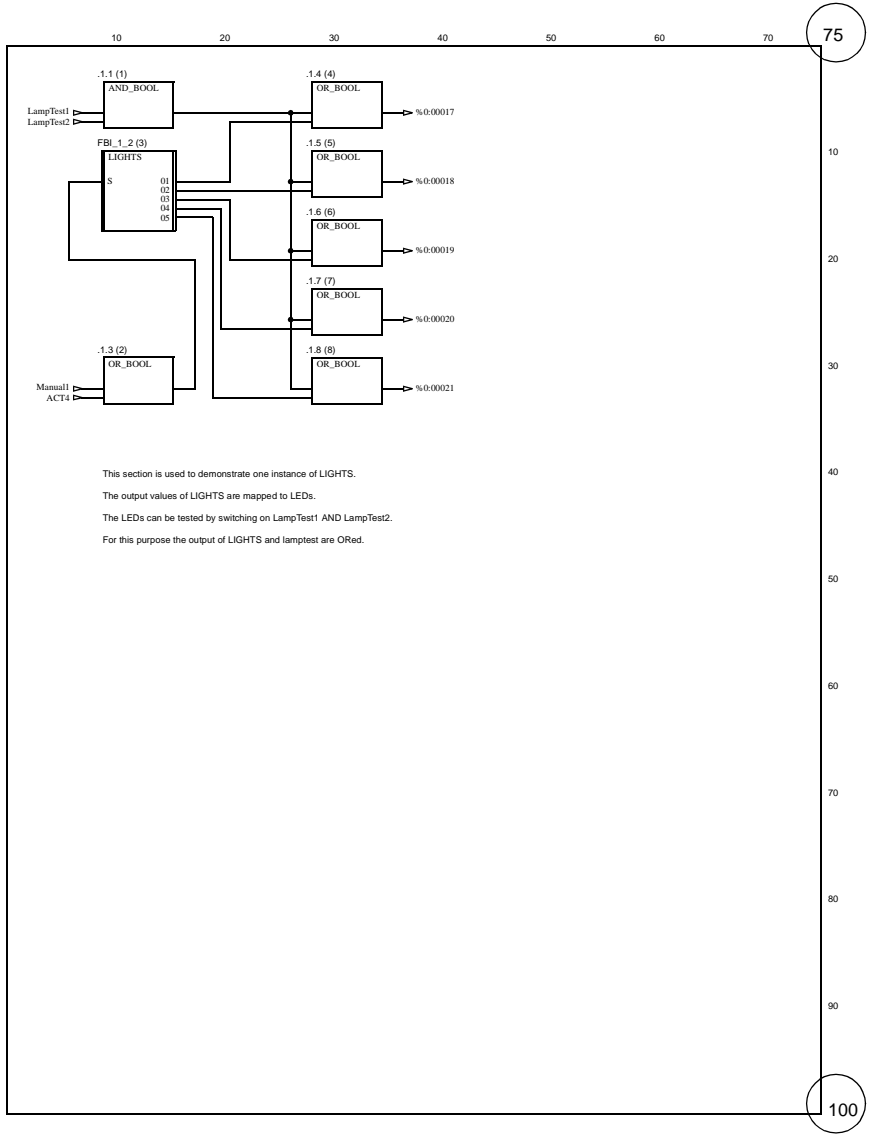 10 20 30 40 50 60 70 75
.1.1 (1) .1.4 (4)
AND_BOOL OR_BOOL
LampTest1 %0:00017
LampTest2
FBI_1_2 (3) .1.5 (5)
LIGHTS OR_BOOL 10
S 01 %0:00018
02
03
04
05
.1.6 (6)
OR_BOOL
%0:00019
20
.1.7 (7)
OR_BOOL
%0:00020
.1.3 (2) .1.8 (8)
OR_BOOL OR_BOOL 30
Manual1 %0:00021
ACT4
This section is used to demonstrate one instance of LIGHTS. 40
The output values of LIGHTS are mapped to LEDs.
The LEDs can be tested by switching on LampTest1 AND LampTest2.
For this purpose the output of LIGHTS and lamptest are ORed.
50
60
70
80
90
100